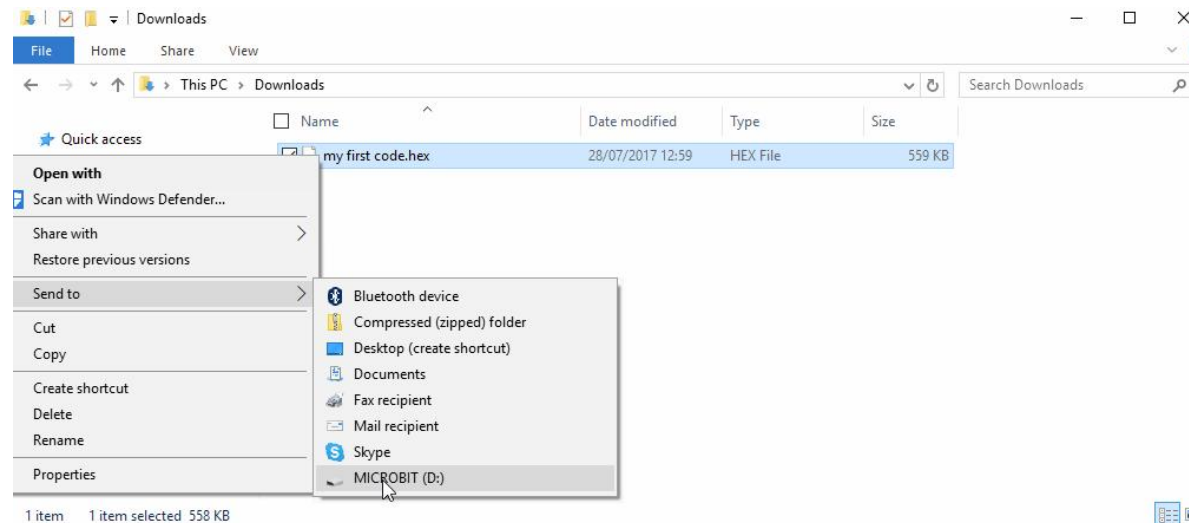 Downloads
File Home Share View
This PC > Downloads
Search Downloads
Quick access
Name Date modified Type Size
my first code.hex 28/07/2017 12:59 HEX File 559 KB
Open with
Scan with Windows Defender...
Share with
Restore previous versions
Send to
Cut
Copy
Create shortcut
Delete
Rename
Properties
Bluetooth device
Compressed (zipped) folder
Desktop (create shortcut)
Documents
Fax recipient
Mail recipient
Skype
MICROBIT (D:)
1 item 1 item selected 558 KB